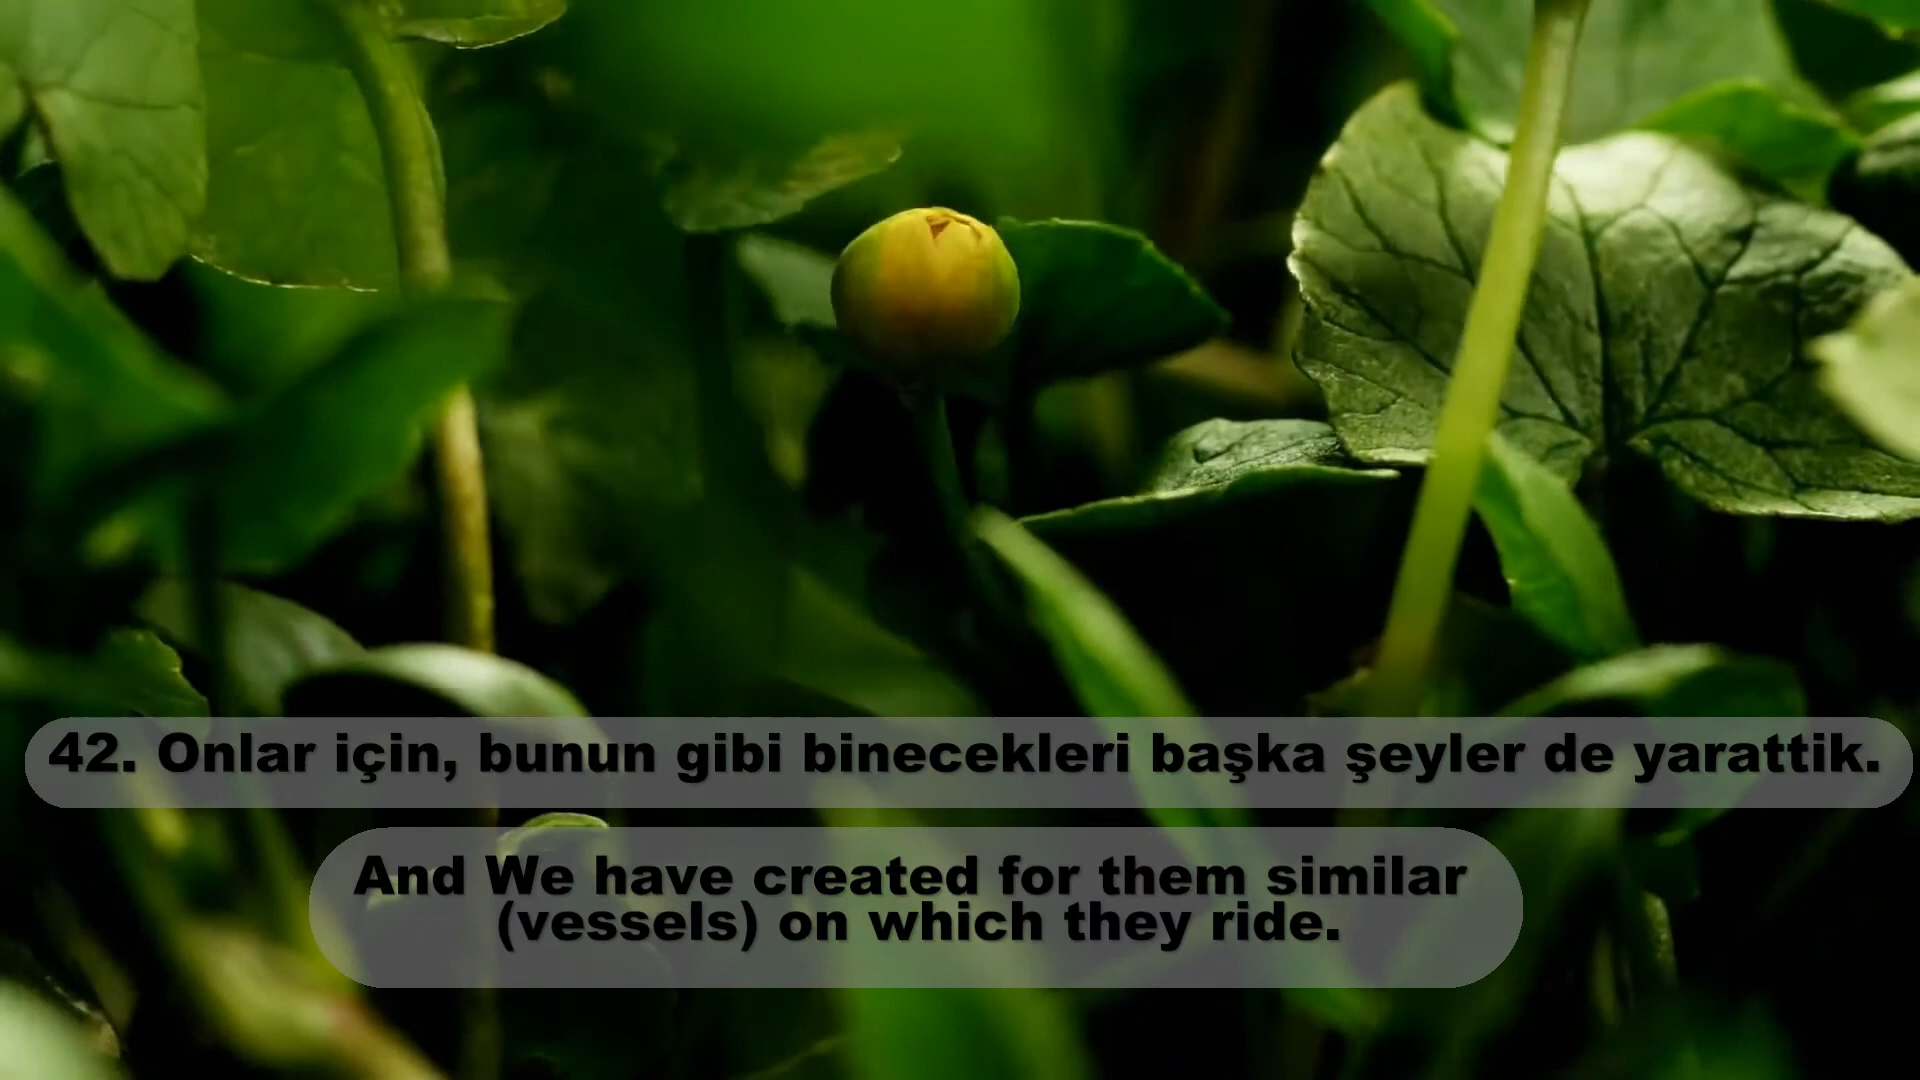 42. Onlar için, bunun gibi binecekleri başka şeyler de yarattik.
And We have created for them similar
(vessels) on which they ride.